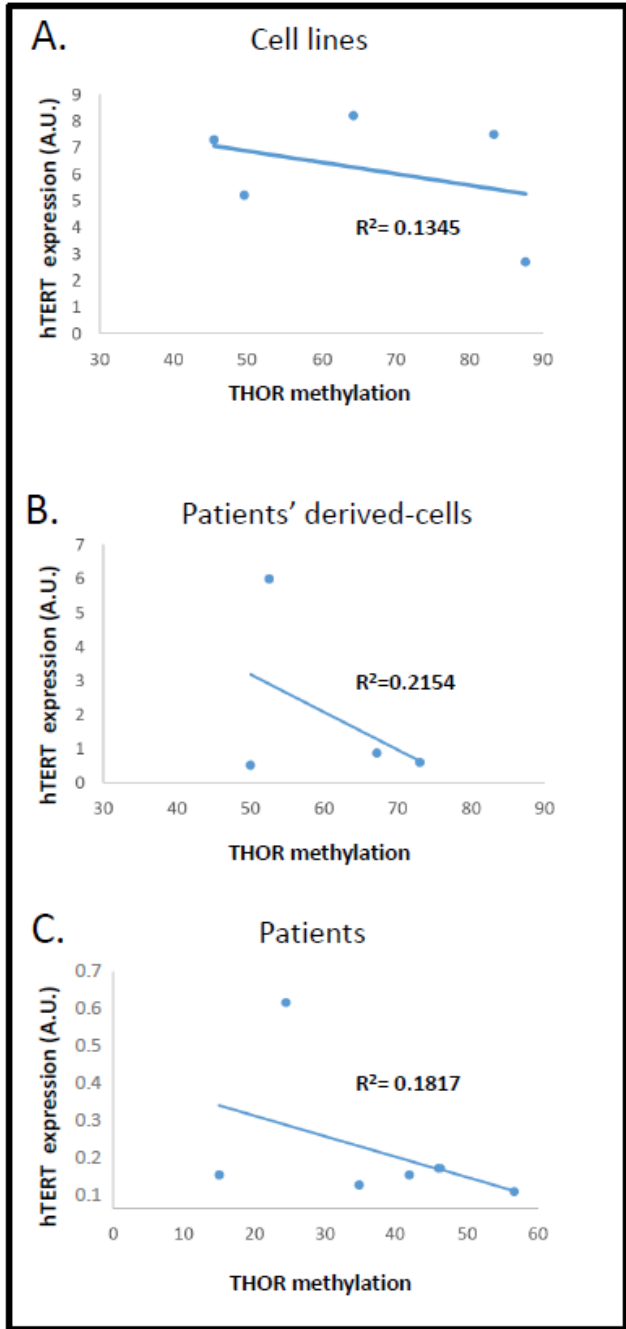 A.
Cell lines
hTERT expression (A.U.)
9
8
7
6
5
4
3
2
1
0
R²= 0.1345
30 40 50 60 70 80 90
THOR methylation
B.
Patients’ derived-cells
hTERT expression (A.U.)
7
6
5
4
3
2
1
0
R²=0.2154
30 40 50 60 70 80 90
THOR methylation
C.
Patients
hTERT expression (A.U.)
0.7
0.6
0.5
0.4
0.3
0.2
0.1
R²= 0.1817
0 10 20 30 40 50 60
THOR methylation